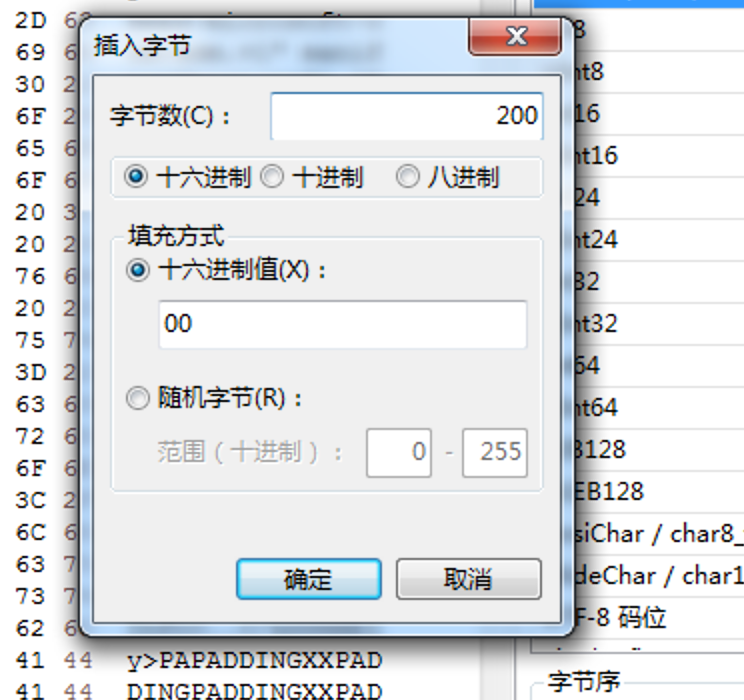 2D 6
69 6
30 2
6F 2
65 6
6F 6
20 3
20 2
76 6
20 2
75 7
3D 2
63 6
72 6
6F 6
3C 2
6C 6
63 7
73 7
62 6
41 44 y>PAPADDINGXXPAD
41 44 DINGPADDINGXXPAD
插入字节
字节数(C)： 200
十六进制 十进制 八进制
填充方式
十六进制值(X)：
00
随机字节(R)：
范围（十进制）： 0 - 255
确定 取消
8
nt8
16
nt16
24
nt24
32
nt32
64
nt64
B128
EB128
siChar / char8_
deChar / char1
F-8 码位
字节序